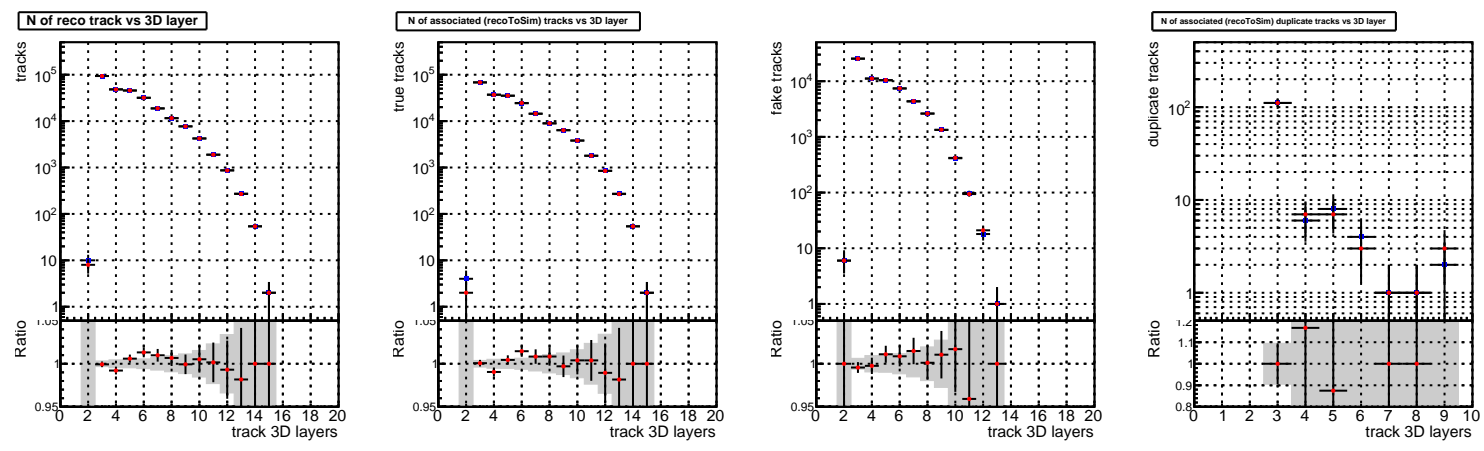 N of reco track vs 3D layer
tracks
10^5
10^4
10^3
10^2
10
1
Ratio
1.05
1
0.95
0 2 4 6 8 10 12 14 16 18 20
track 3D layers
N of associated (recoToSim) tracks vs 3D layer
true tracks
10^5
10^4
10^3
10^2
10
1
Ratio
1.05
1
0.95
0 2 4 6 8 10 12 14 16 18 20
track 3D layers
fake tracks
10^4
10^3
10^2
10
1
Ratio
1.05
1
0.95
0 2 4 6 8 10 12 14 16 18 20
track 3D layers
N of associated (recoToSim) duplicate tracks vs 3D layer
duplicate tracks
10^2
10
1
Ratio
1.2
1.1
1
0.9
0.8
0 1 2 3 4 5 6 7 8 9 10
track 3D layers